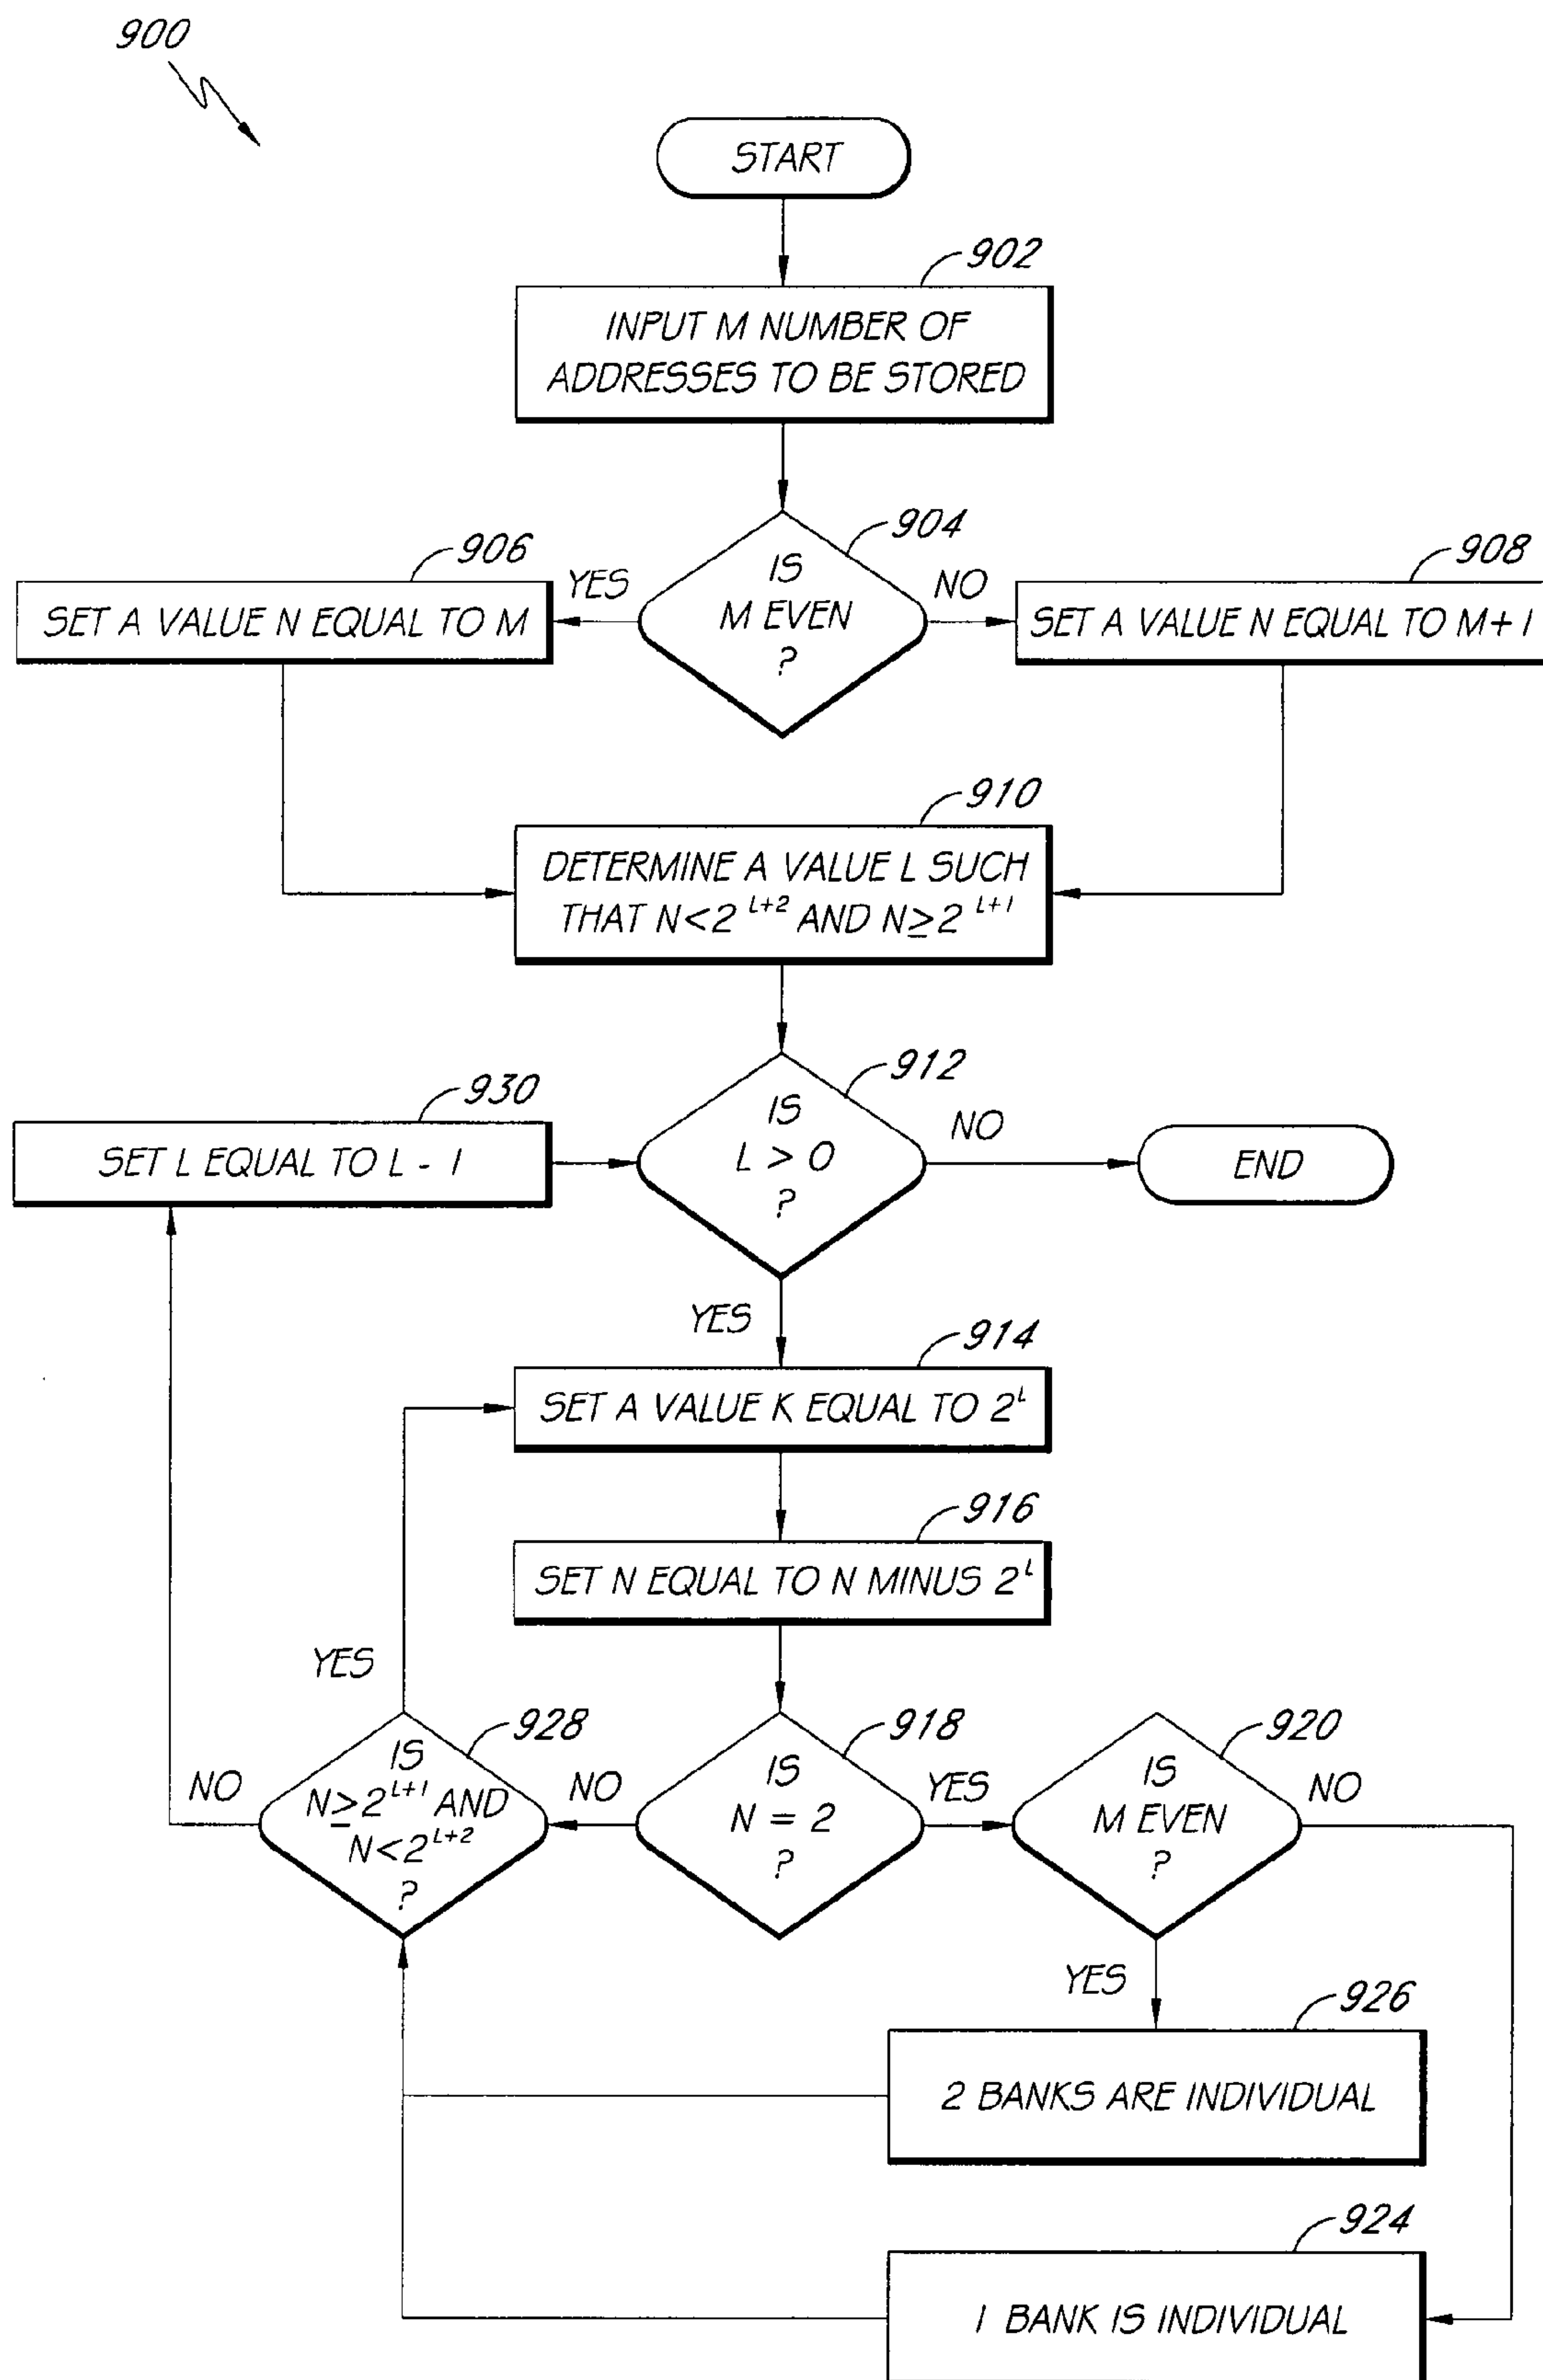 900
START
902
INPUT M NUMBER OF
ADDRESSES TO BE STORED
904
906
908
IS
M EVEN
?
YES
NO
SET A VALUE N EQUAL TO M
SET A VALUE N EQUAL TO M+1
910
DETERMINE A VALUE L SUCH
THAT N<2^L+2 AND N≥2^L+1
912
930
IS
L > 0
?
NO
SET L EQUAL TO L - 1
END
YES
914
SET A VALUE K EQUAL TO 2^L
916
SET N EQUAL TO N MINUS 2^L
YES
928
918
920
IS
N≥2^L+1 AND
N<2^L+2
?
NO
NO
IS
N = 2
?
YES
IS
M EVEN
?
NO
YES
926
2 BANKS ARE INDIVIDUAL
924
1 BANK IS INDIVIDUAL